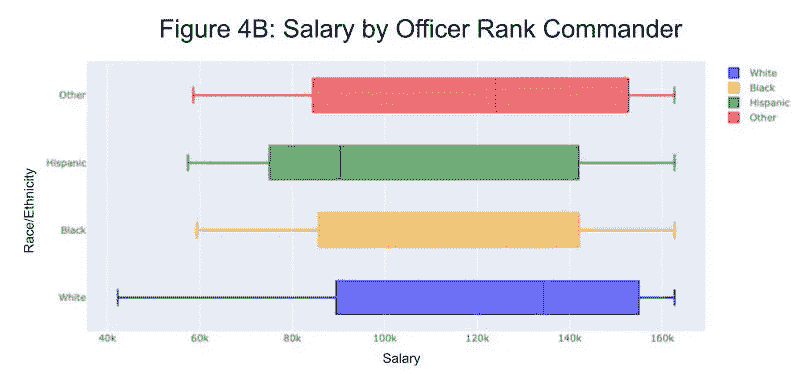 Figure 4B: Salary by Officer Rank Commander
White
Black
Hispanic
Other
Other
Hispanic
Black
White
Race/Ethnicity
40k 60k 80k 100k 120k 140k 160k
Salary